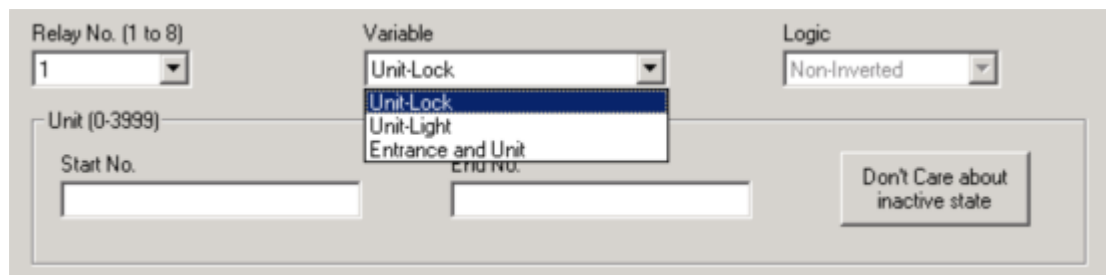 Relay No. (1 to 8)
Variable
Logic
1
Unit-Lock
Non-Inverted
Unit-Lock
Unit-Light
Entrance and Unit
Unit (0-3999)
Start No.
End No.
Don't Care about
inactive state